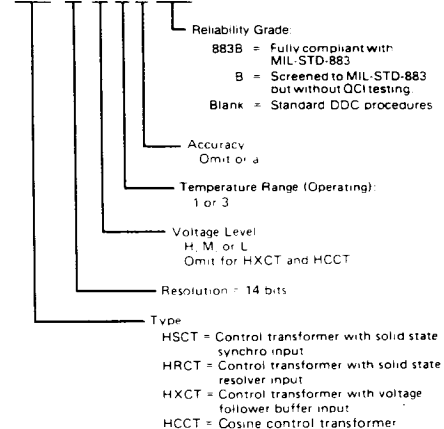 Reliability Grade:
883B = Fully compliant with
MIL-STD-883
B = Screened to MIL-STD-883
but without QCI testing
Blank = Standard DDC procedures
Accuracy
Omit or a
Temperature Range (Operating):
1 or 3
Voltage Level
H, M, or L
Omit for HXCT and HCCT
Resolution = 14 bits
Type
HSCT = Control transformer with solid state
synchro input
HRCT = Control transformer with solid state
resolver input
HXCT = Control transformer with voltage
follower buffer input
HCCT = Cosine control transformer